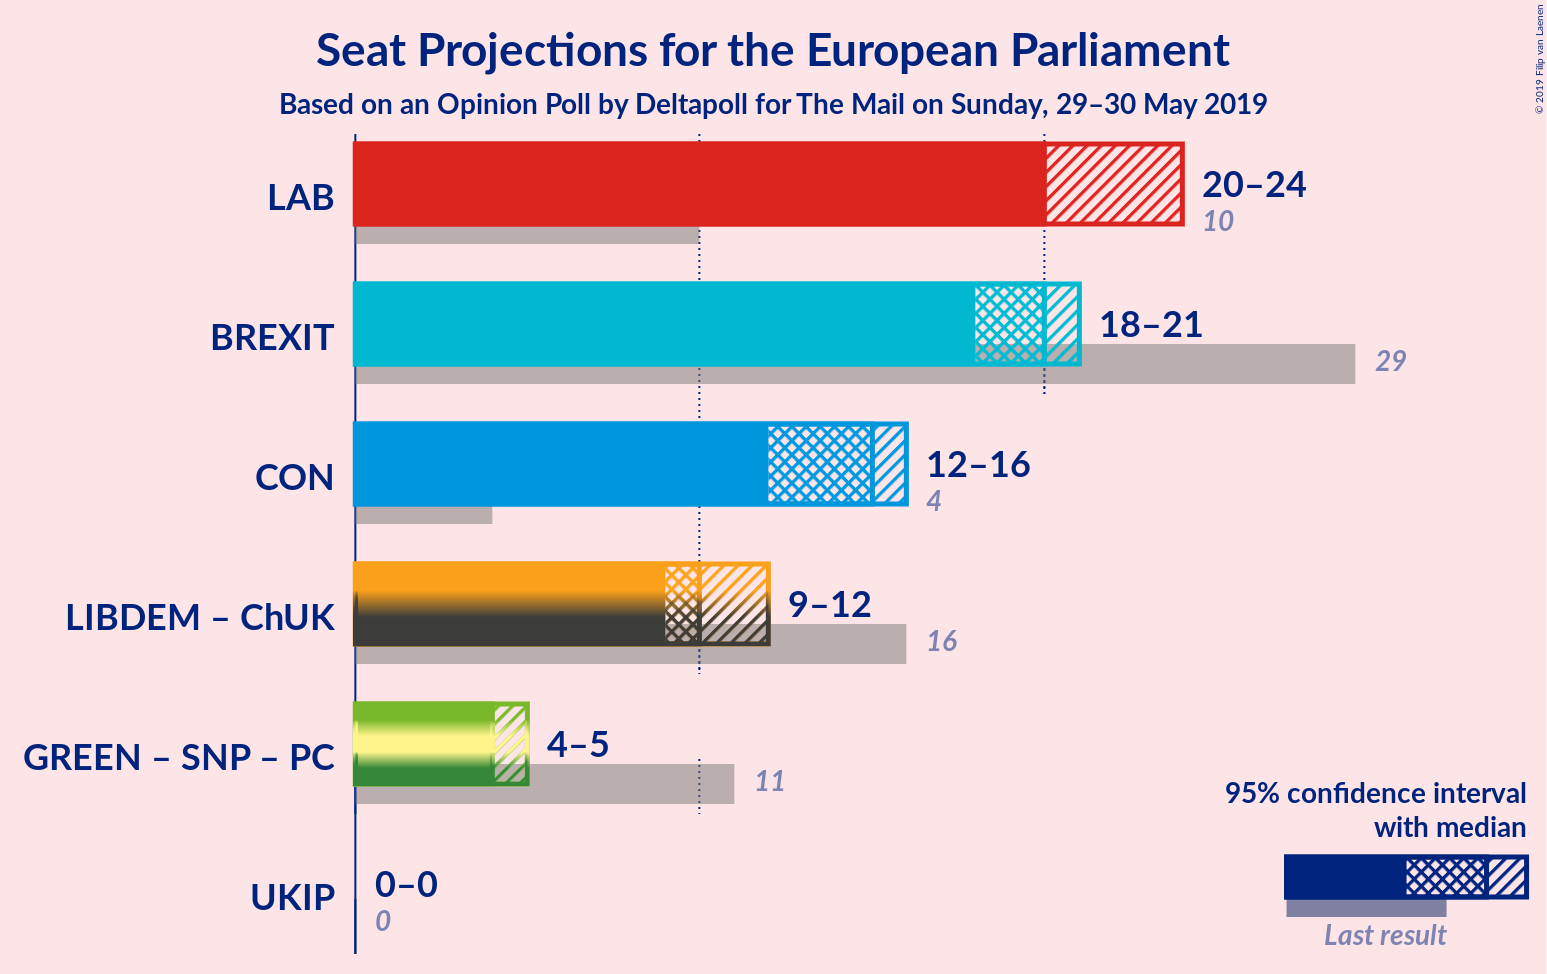 Seat Projections for the European Parliament
Based on an Opinion Poll by Deltapoll for The Mail on Sunday, 29–30 May 2019
© 2019 Filip van Laenen
LAB
20–24
10
BREXIT
18–21
29
CON
12–16
4
LIBDEM – ChUK
9–12
16
GREEN – SNP – PC
4–5
11
UKIP
0–0
0
95% confidence interval
with median
Last result